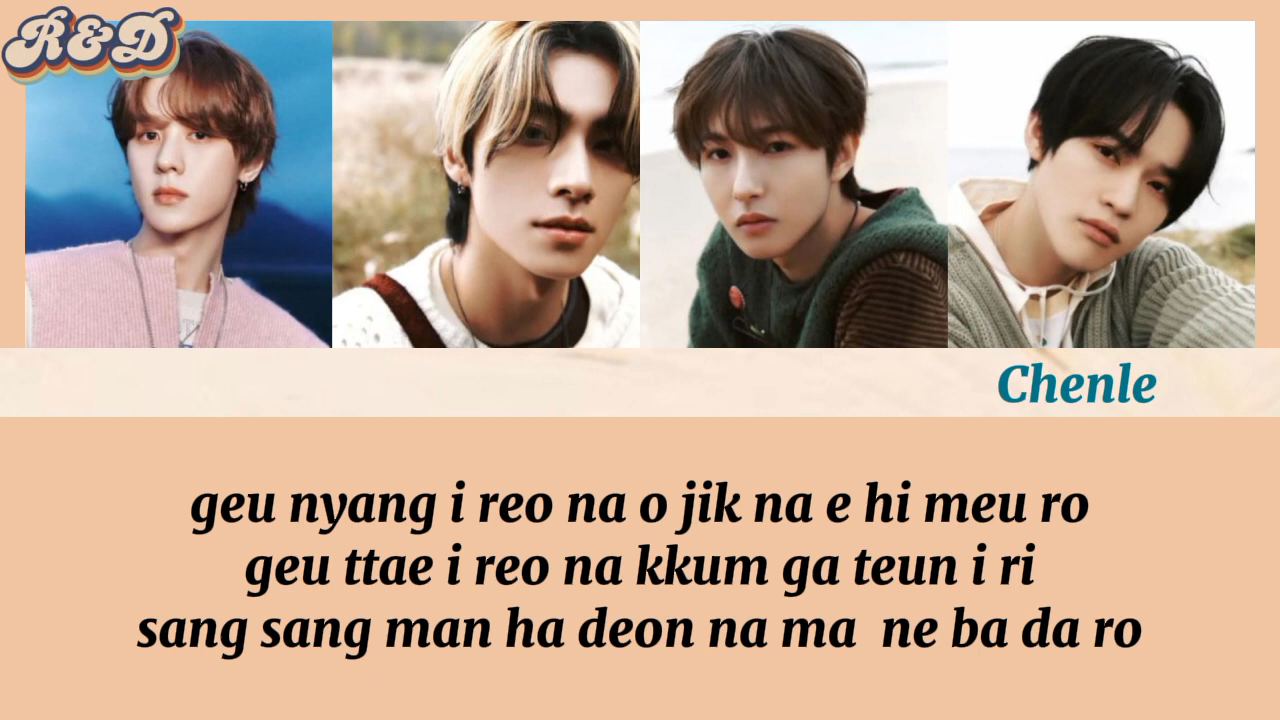 R&D
Chenle
geu nyang i reo na o jik na e hi meu ro
geu ttae i reo na kkum ga teun i ri
sang sang man ha deon na ma  ne ba da ro